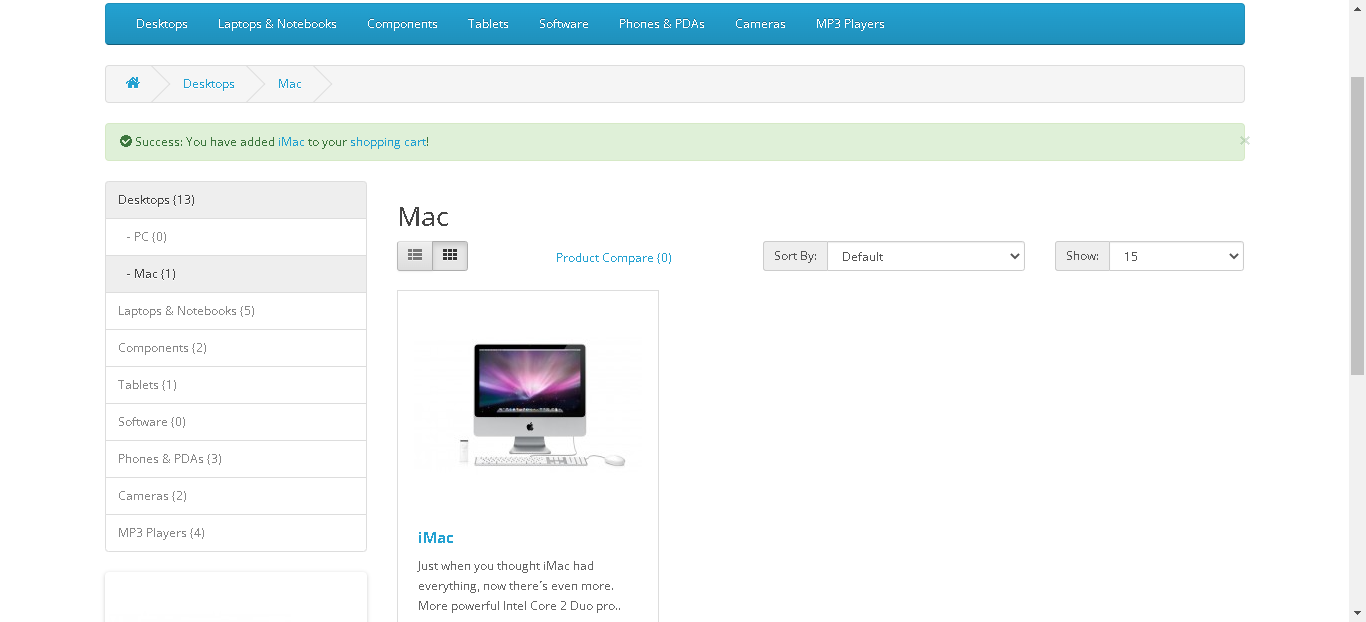 Desktops Laptops & Notebooks Components Tablets Software Phones & PDAs Cameras MP3 Players
Desktops Mac
Success: You have added iMac to your shopping cart!
×
Desktops (13)
- PC (0)
- Mac (1)
Laptops & Notebooks (5)
Components (2)
Tablets (1)
Software (0)
Phones & PDAs (3)
Cameras (2)
MP3 Players (4)
Mac
Product Compare (0) Sort By: Default Show: 15
iMac
Just when you thought iMac had
everything, now there´s even more.
More powerful Intel Core 2 Duo pro..